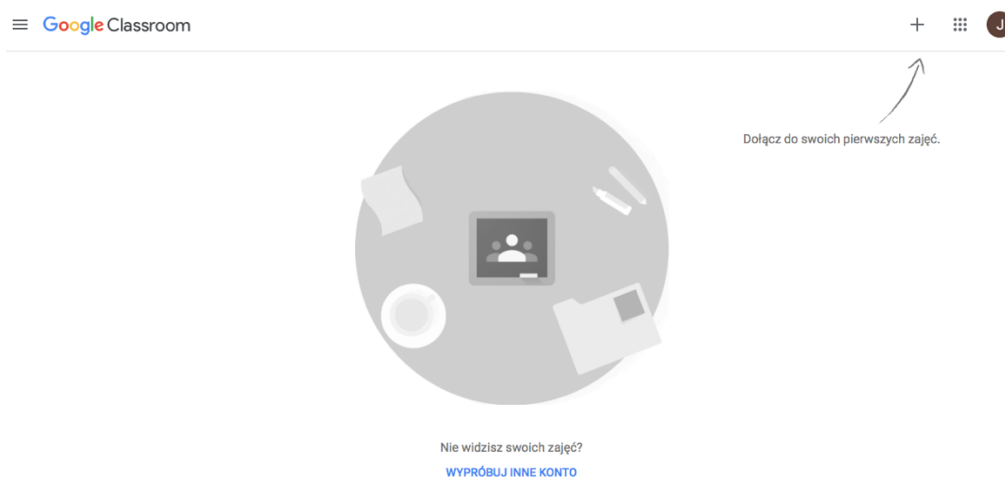 Google Classroom
J
Dołącz do swoich pierwszych zajęć.
Nie widzisz swoich zajęć?
WYPRÓBUJ INNE KONTO